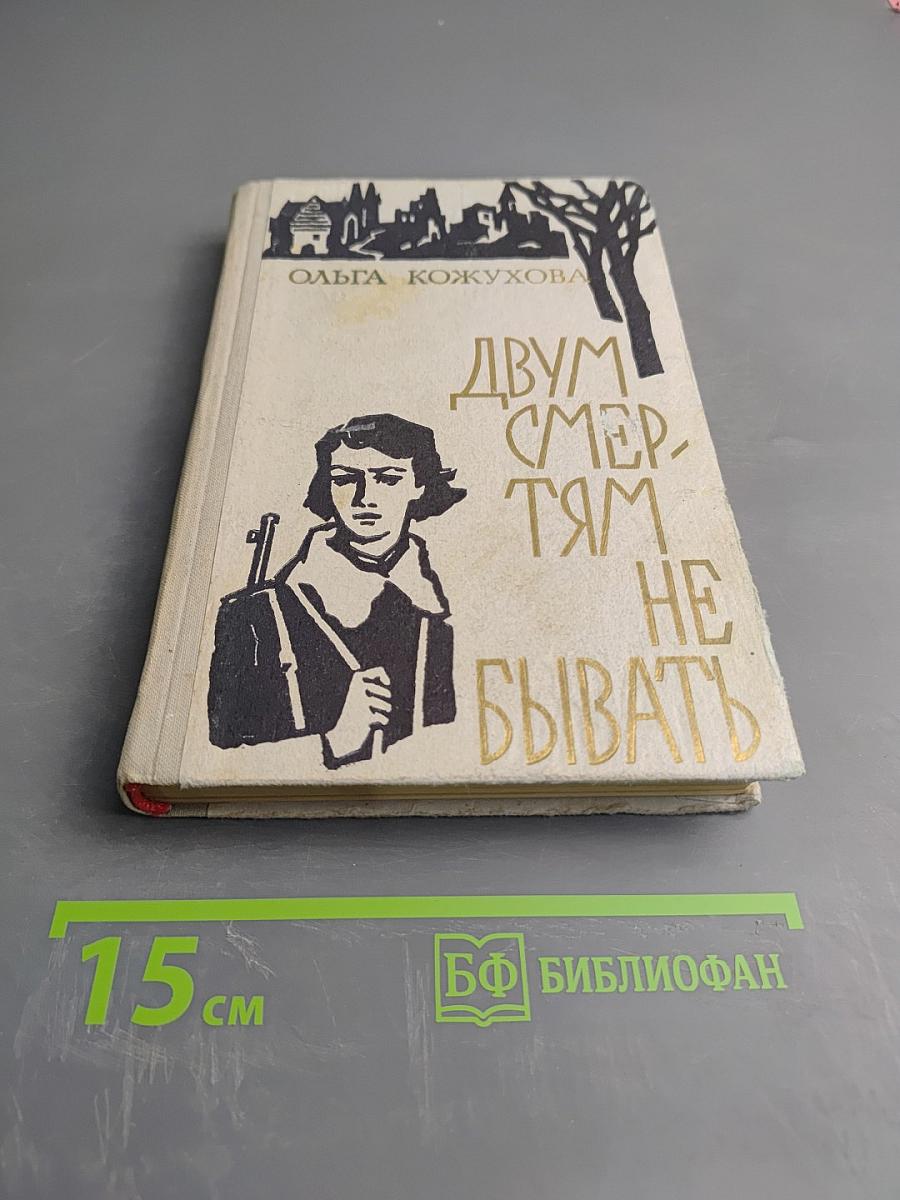 ОЛЬГА КОЖУХОВА
ДВУМ
СМЕР-
ТЯМ
НЕ
БЫВАТЬ
15 см
БФ БИБЛИОФАН